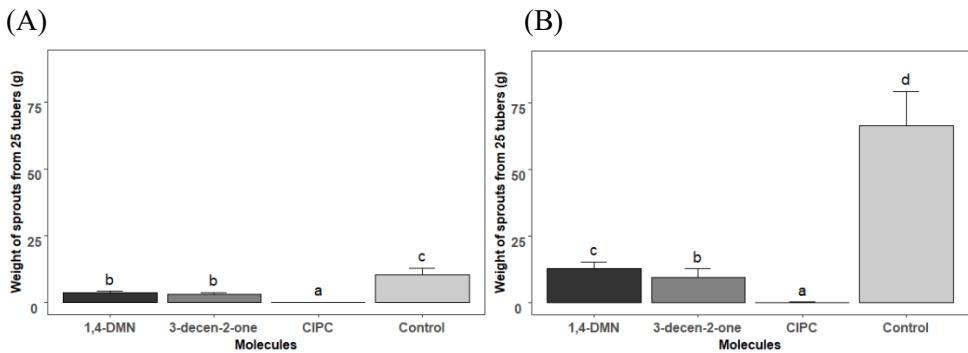 (A)
Weight of sprouts from 25 tubers (g)
75
50
25
0
b
b
a
c
1,4-DMN
3-decen-2-one
CIPC
Control
Molecules
(B)
Weight of sprouts from 25 tubers (g)
75
50
25
0
c
b
a
d
1,4-DMN
3-decen-2-one
CIPC
Control
Molecules